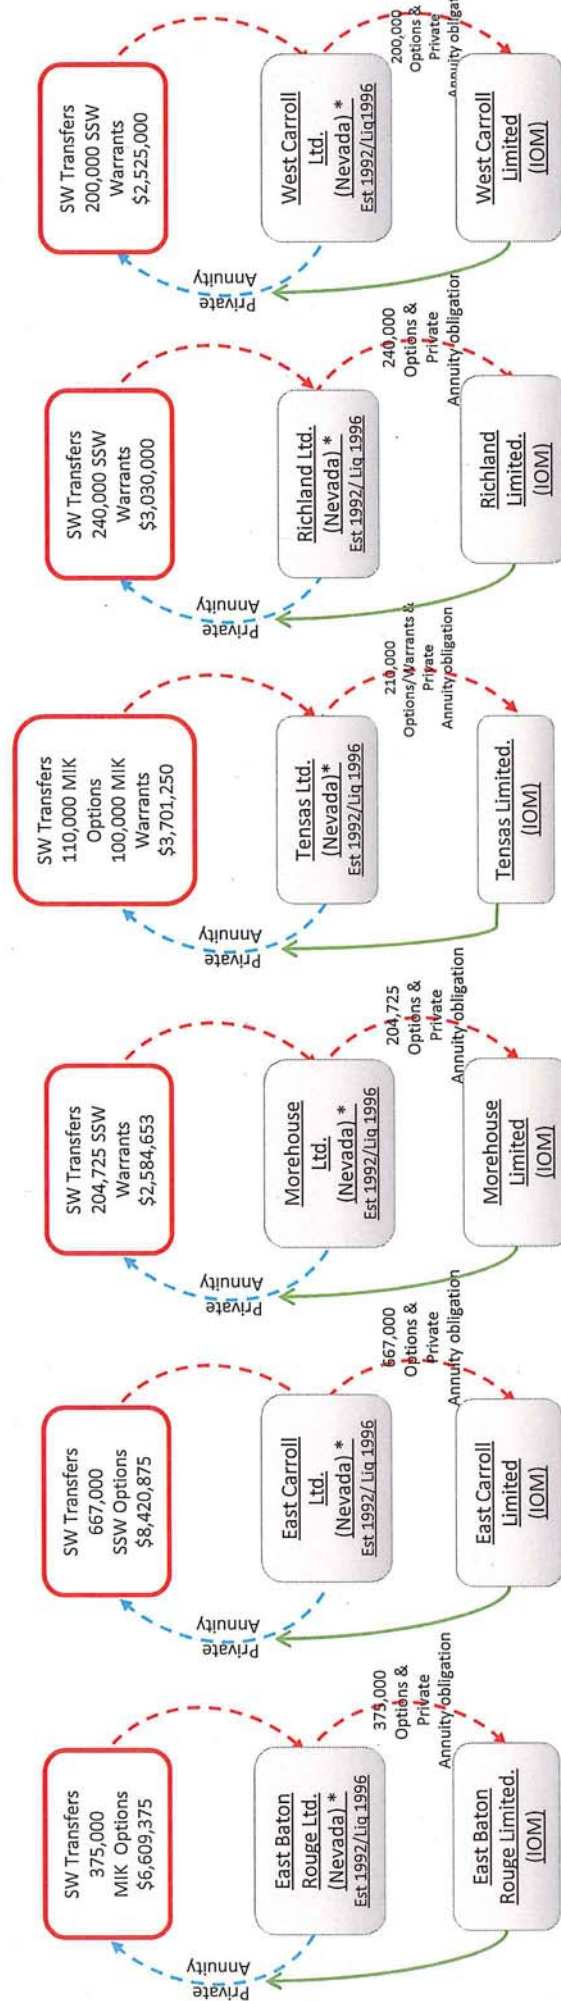 SW Transfers
375,000
MIK Options
$6,609,375
Private
Annuity
East Baton
Rouge Ltd.
(Nevada) *
Est 1992/Liq 1996
375,000
Options &
Private
Annuity obligation
East Baton
Rouge Limited.
(IOM)
SW Transfers
667,000
SSW Options
$8,420,875
Private
Annuity
East Carroll
Ltd.
(Nevada) *
Est 1992/ Liq 1996
667,000
Options &
Private
Annuity obligation
East Carroll
Limited
(IOM)
SW Transfers
204,725 SSW
Warrants
$2,584,653
Private
Annuity
Morehouse
Ltd.
(Nevada) *
Est 1992/Liq 1996
204,725
Options &
Private
Annuity obligation
Morehouse
Limited
(IOM)
SW Transfers
110,000 MIK
Options
100,000 MIK
Warrants
$3,701,250
Private
Annuity
Tensas Ltd.
(Nevada) *
Est 1992/Liq 1996
210,000
Options/Warrants &
Private
Annuity obligation
Tensas Limited.
(IOM)
SW Transfers
240,000 SSW
Warrants
$3,030,000
Private
Annuity
Richland Ltd.
(Nevada) *
Est 1992/ Liq 1996
240,000
Options &
Private
Annuity obligation
Richland
Limited.
(IOM)
SW Transfers
200,000 SSW
Warrants
$2,525,000
Private
Annuity
West Carroll
Ltd.
(Nevada) *
Est 1992/Liq1996
200,000
Options &
Private
Annuity obligat
West Carroll
Limited
(IOM)